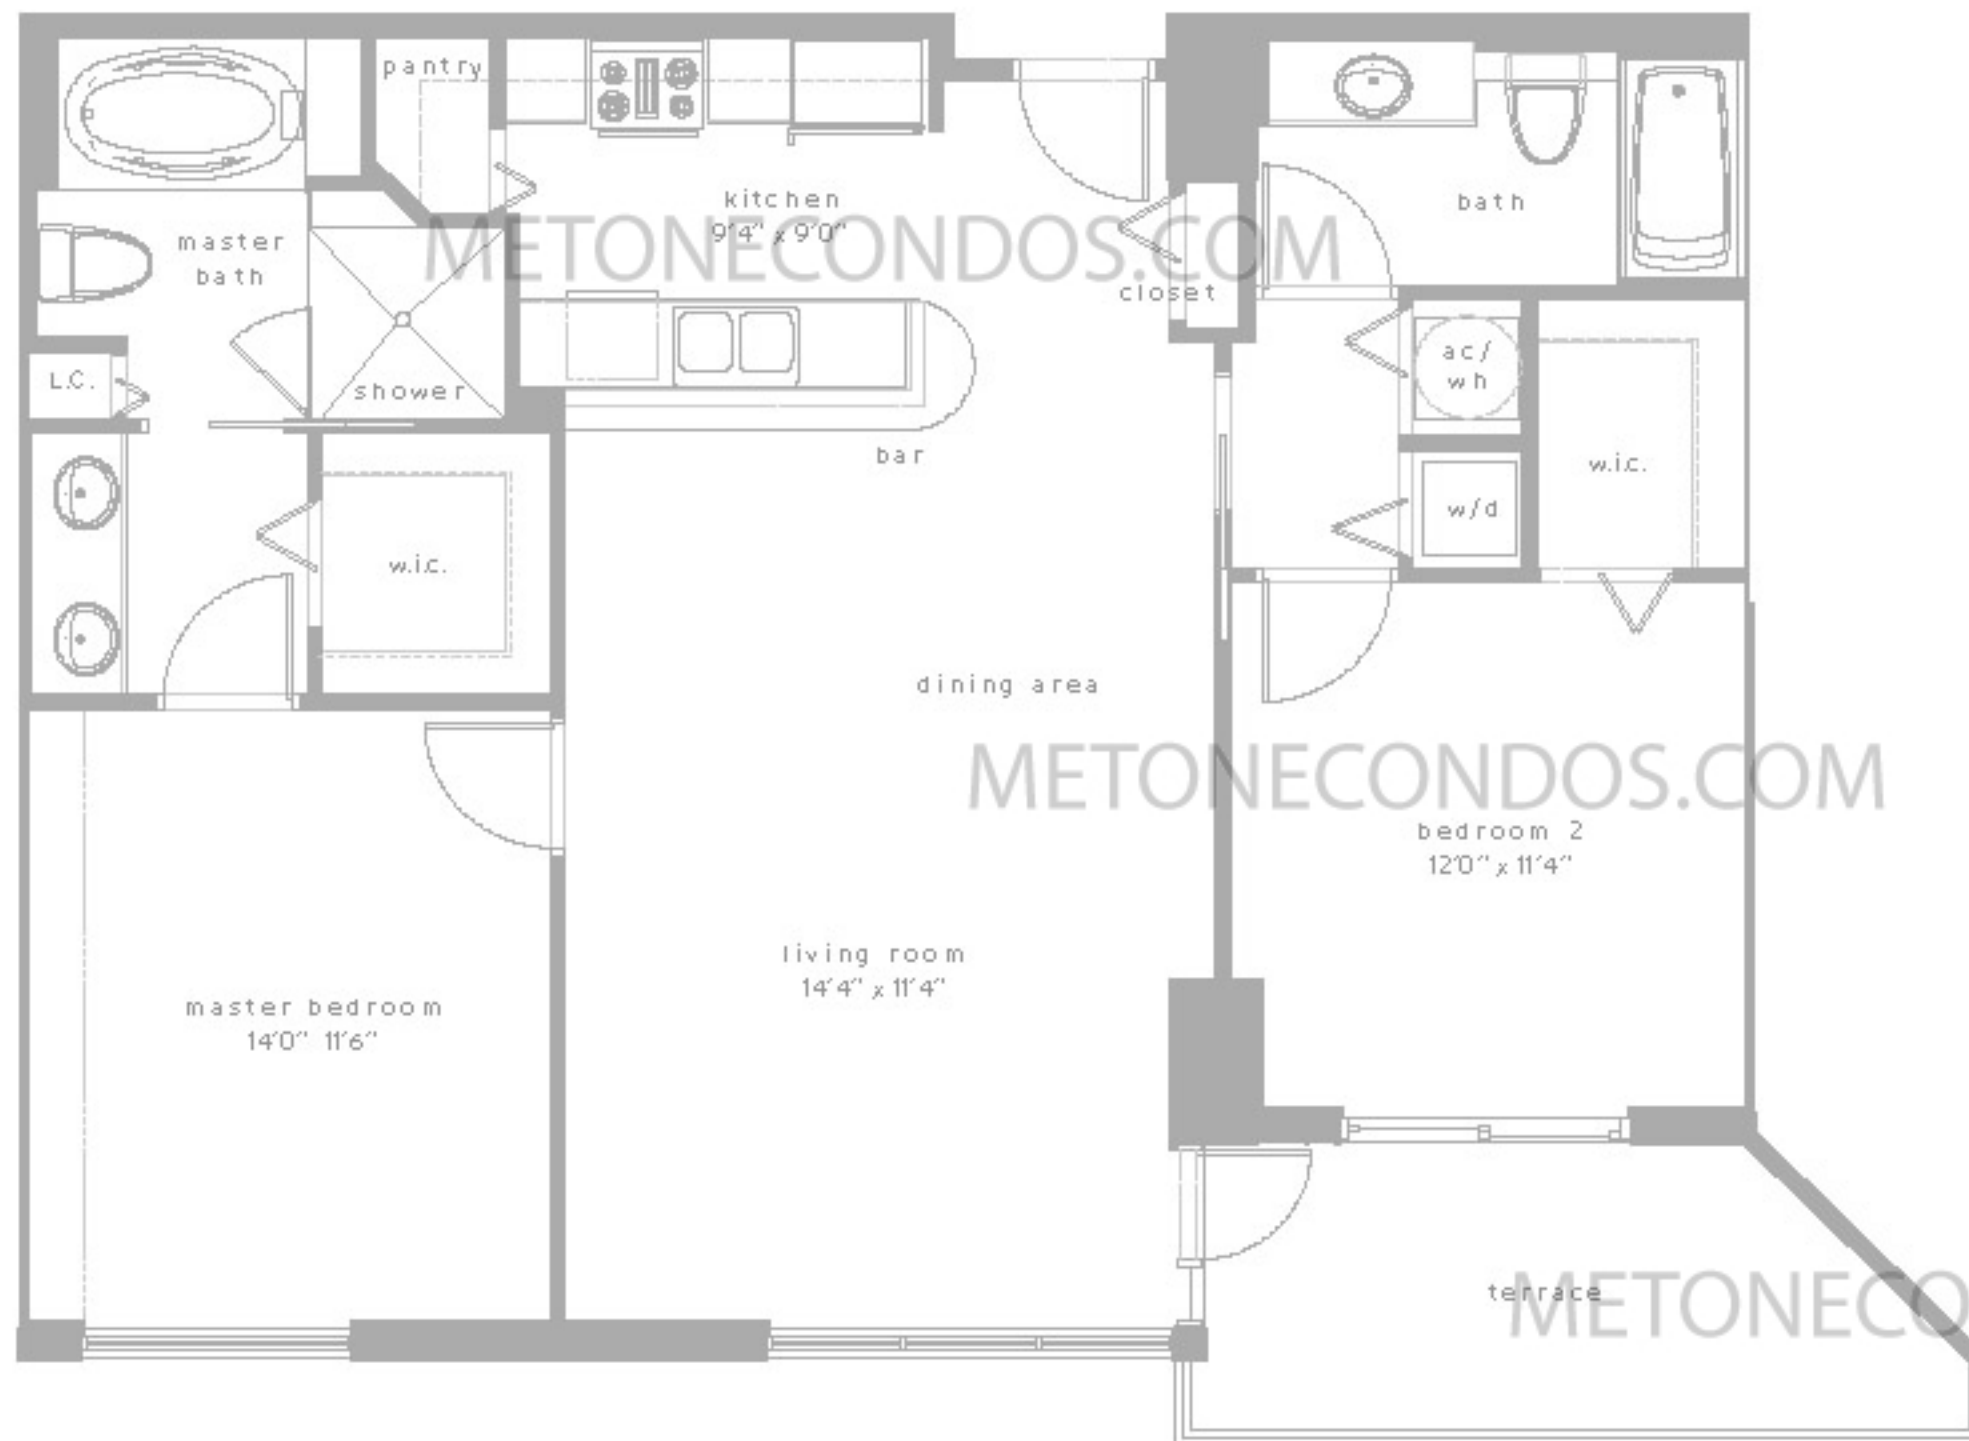 pantry
kitchen
9'4" x 9'0"
METONECONDOS.COM
master
bath
bath
closet
L.C.
shower
ac/
wh
bar
w.i.c.
w/d
w.i.c.
dining area
METONECONDOS.COM
bedroom 2
12'0" x 11'4"
living room
14'4" x 11'4"
master bedroom
14'0" 11'6"
terrace
METONECO